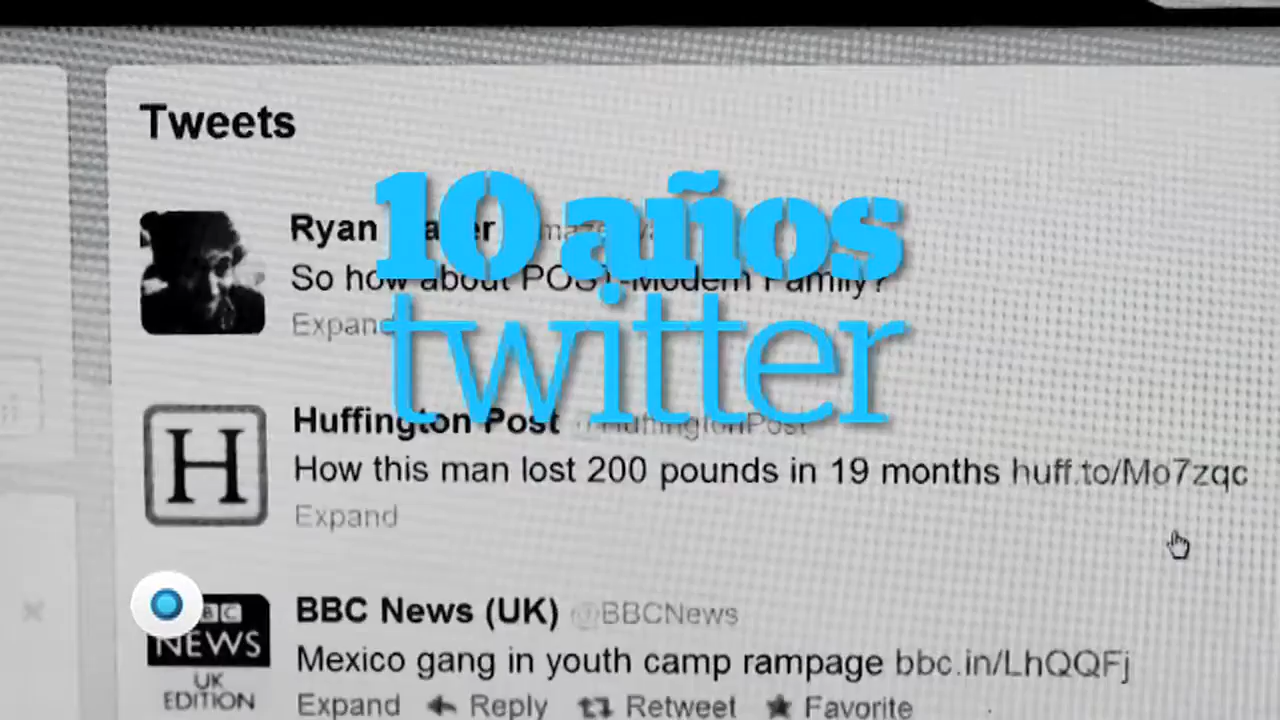 Tweets
10 años
twitter
Ryan
So how about POST-Modern Family?
Expand
Huffington Post @HuffingtonPost
How this man lost 200 pounds in 19 months huff.to/Mo7zqc
Expand
H
BBC News (UK) @BBCNews
Mexico gang in youth camp rampage bbc.in/LhQQFj
Expand Reply Retweet Favorite
BBC
NEWS
UK
EDITION